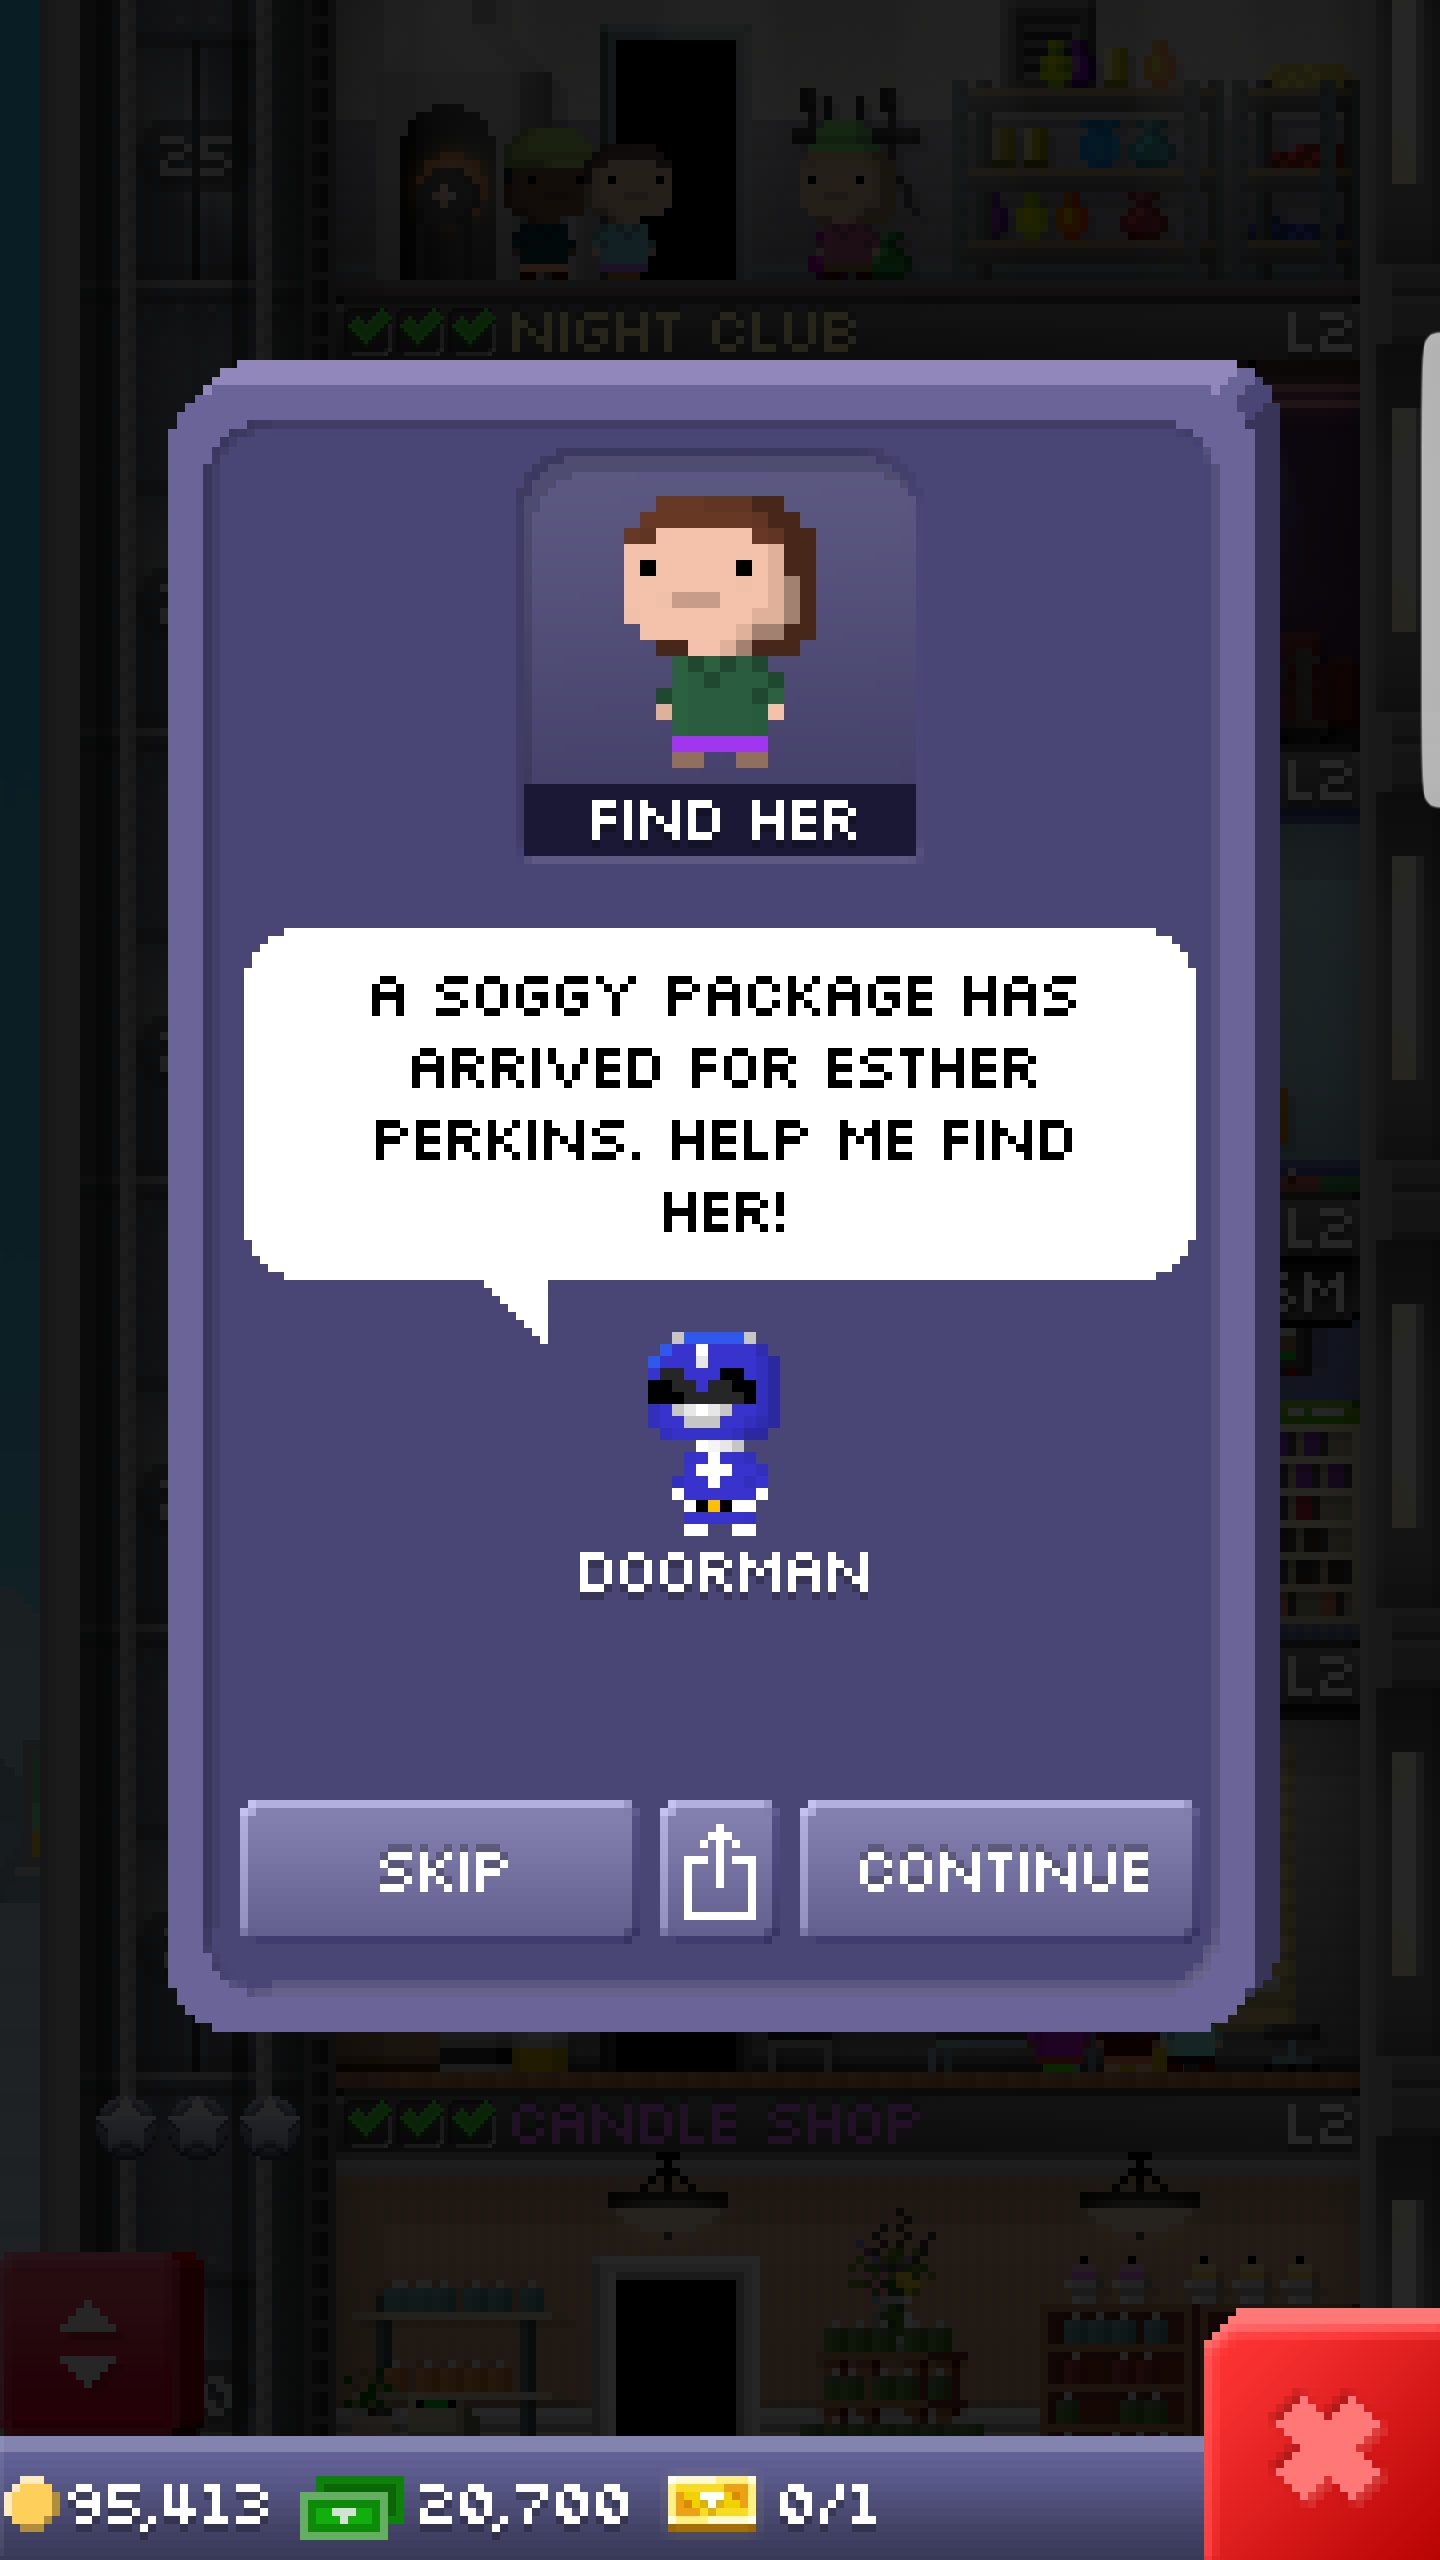 25
NIGHT CLUB L2
L2
FIND HER
A SOGGY PACKAGE HAS
ARRIVED FOR ESTHER
PERKINS. HELP ME FIND
HER!
L2
DOORMAN
L2
SKIP
CONTINUE
CANDLE SHOP L2
95,413 20,700 0/1